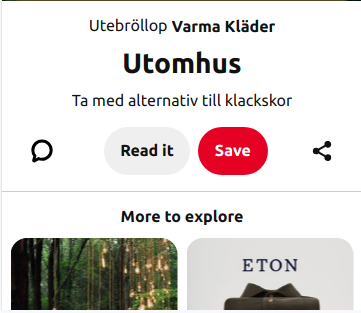 Utebröllop Varma Kläder
Utomhus
Ta med alternativ till klackskor
Read it
Save
More to explore
ETON